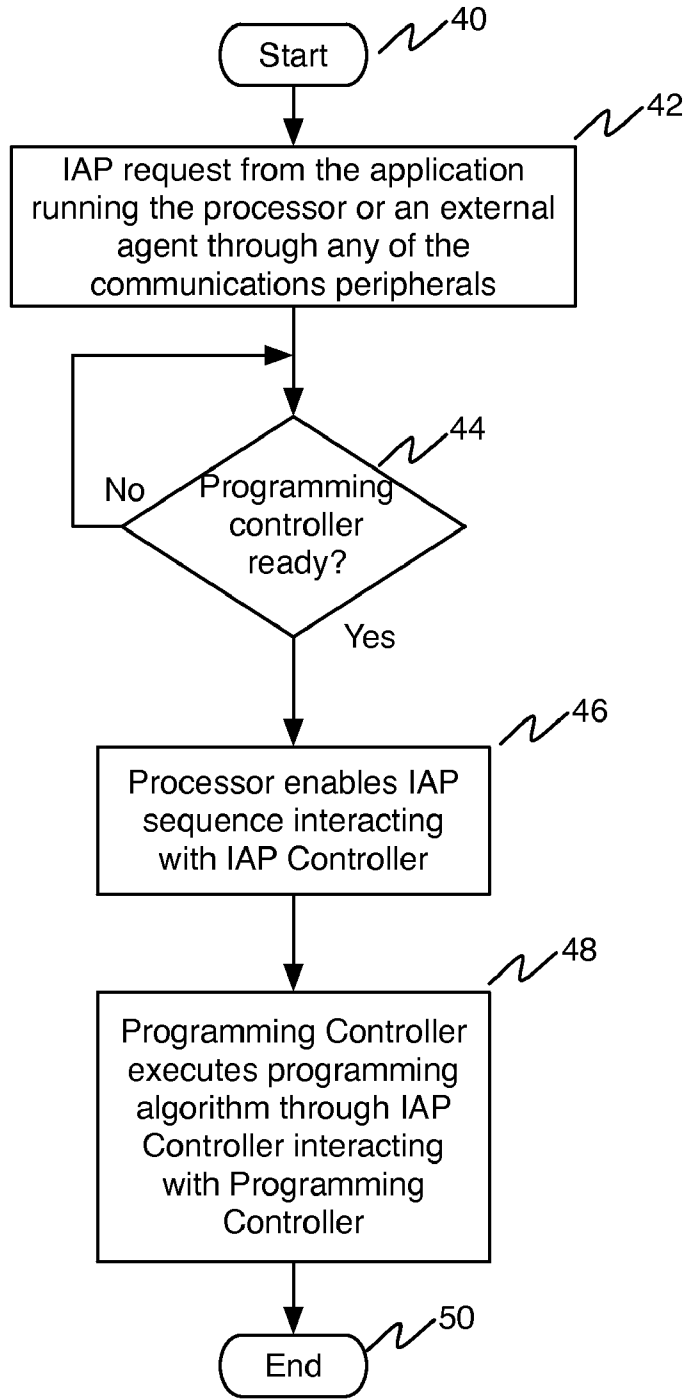 40
Start
42
IAP request from the application
running the processor or an external
agent through any of the
communications peripherals
44
No
Programming
controller
ready?
Yes
46
Processor enables IAP
sequence interacting
with IAP Controller
48
Programming Controller
executes programming
algorithm through IAP
Controller interacting
with Programming
Controller
50
End